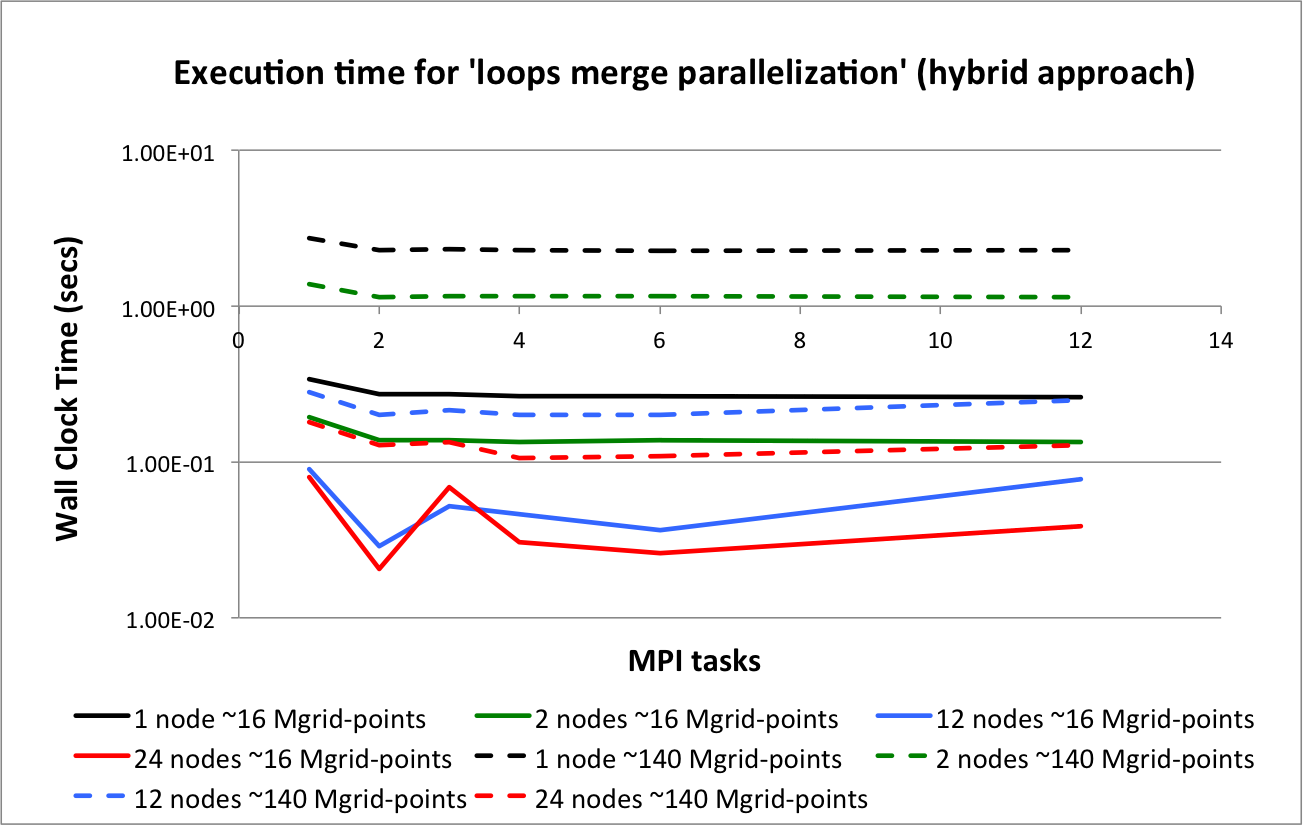 Execution time for 'loops merge parallelization' (hybrid approach)
1.00E+01
1.00E+00
0 2 4 6 8 10 12 14
1.00E-01
1.00E-02
Wall Clock Time (secs)
MPI tasks
1 node ~16 Mgrid-points 2 nodes ~16 Mgrid-points 12 nodes ~16 Mgrid-points
24 nodes ~16 Mgrid-points 1 node ~140 Mgrid-points 2 nodes ~140 Mgrid-points
12 nodes ~140 Mgrid-points 24 nodes ~140 Mgrid-points